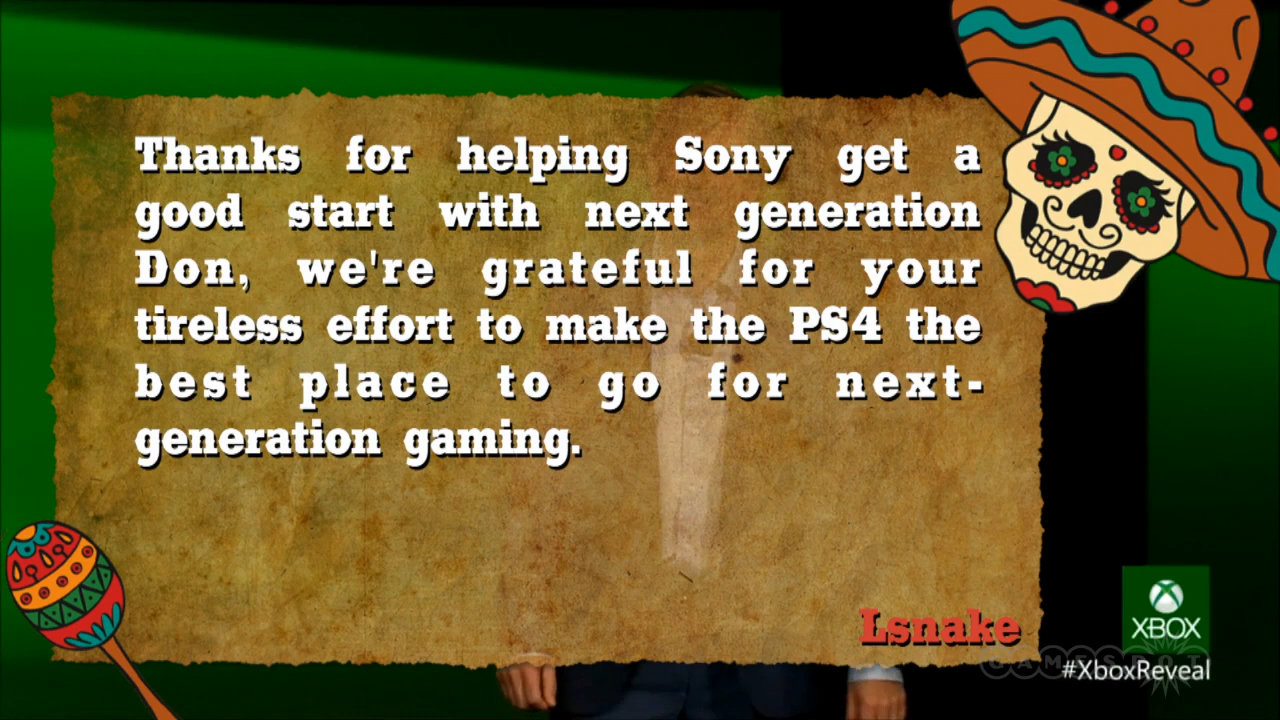 Thanks for helping Sony get a
good start with next generation
Don, we're grateful for your
tireless effort to make the PS4 the
best place to go for next-
generation gaming.
Lsnake
XBOX
GAMESPOT
#XboxReveal